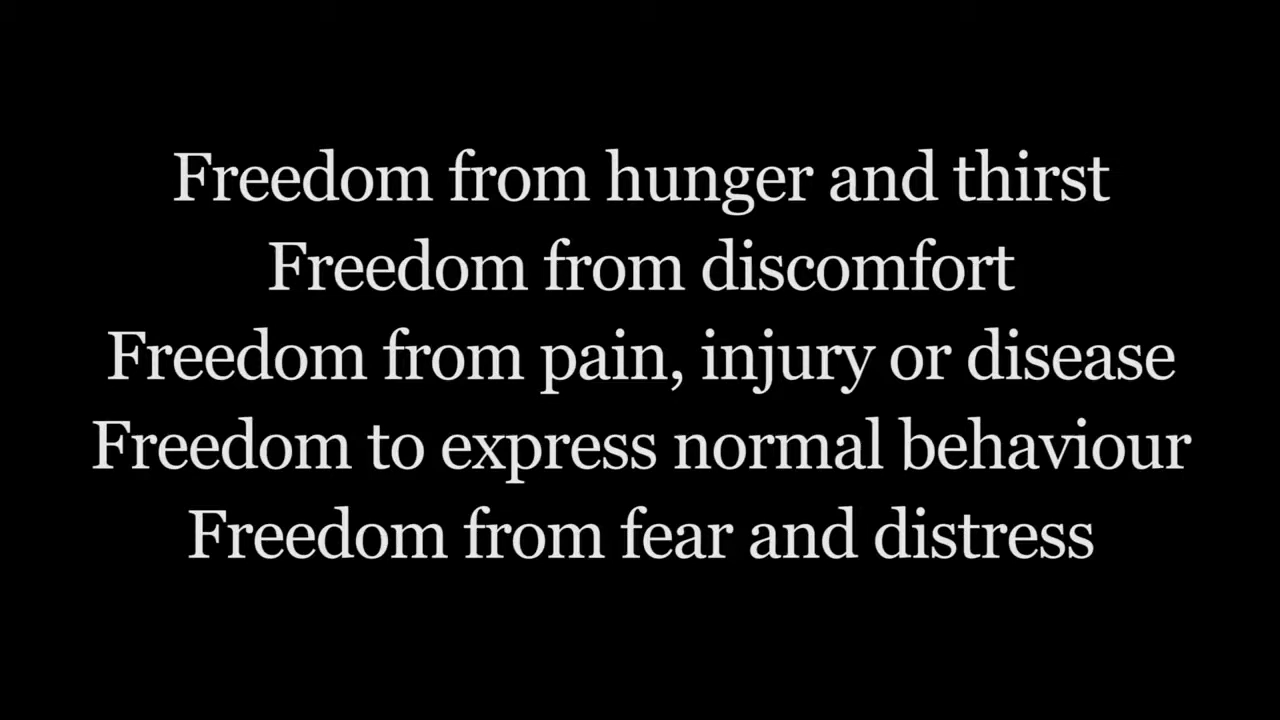 Freedom from hunger and thirst
Freedom from discomfort
Freedom from pain, injury or disease
Freedom to express normal behaviour
Freedom from fear and distress